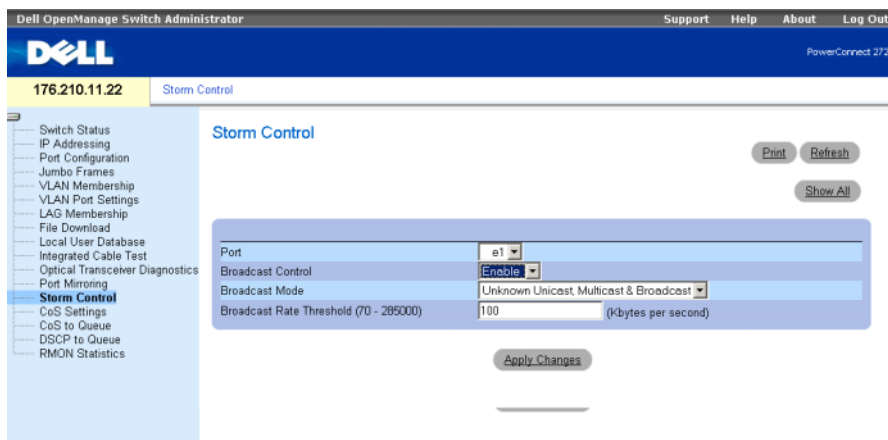 Dell OpenManage Switch Administrator Support Help About Log Out
DELL
PowerConnect 272
176.210.11.22 Storm Control
Switch Status
IP Addressing
Port Configuration
Jumbo Frames
VLAN Membership
VLAN Port Settings
LAG Membership
File Download
Local User Database
Integrated Cable Test
Optical Transceiver Diagnostics
Port Mirroring
Storm Control
CoS Settings
CoS to Queue
DSCP to Queue
RMON Statistics
Storm Control
Print Refresh
Show All
Port e1
Broadcast Control Enable
Broadcast Mode Unknown Unicast, Multicast & Broadcast
Broadcast Rate Threshold (70 - 285000) 100 (Kbytes per second)
Apply Changes